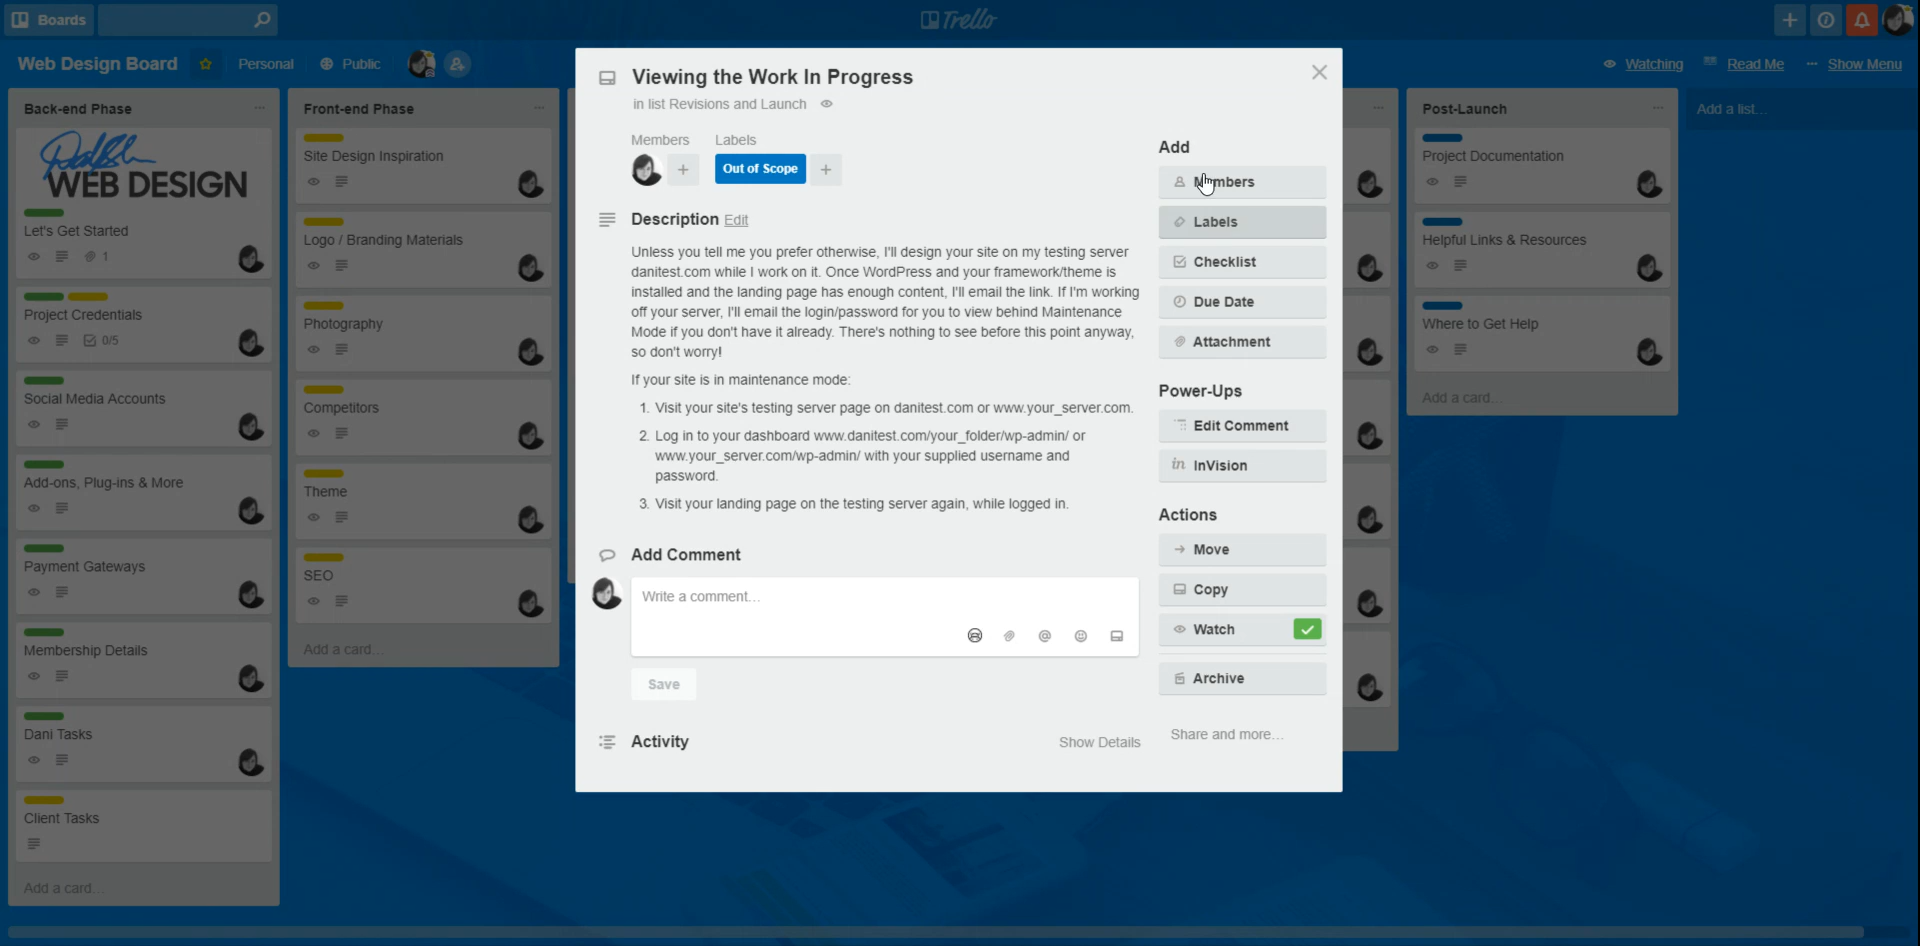 Boards
Trello
Web Design Board
Personal
Public
Watching
Read Me
Show Menu
Back-end Phase
WEB DESIGN
Let's Get Started
1
Project Credentials
0/5
Social Media Accounts
Add-ons, Plug-ins & More
Payment Gateways
Membership Details
Dani Tasks
Client Tasks
Add a card...
Front-end Phase
Site Design Inspiration
Logo / Branding Materials
Photography
Competitors
Theme
SEO
Add a card...
Viewing the Work In Progress
in list Revisions and Launch
Members
Labels
Out of Scope
Description Edit
Unless you tell me you prefer otherwise, I'll design your site on my testing server
danitest.com while I work on it. Once WordPress and your framework/theme is
installed and the landing page has enough content, I'll email the link. If I'm working
off your server, I'll email the login/password for you to view behind Maintenance
Mode if you don't have it already. There's nothing to see before this point anyway,
so don't worry!
If your site is in maintenance mode:
1. Visit your site's testing server page on danitest.com or www.your_server.com.
2. Log in to your dashboard www.danitest.com/your_folder/wp-admin/ or
www.your_server.com/wp-admin/ with your supplied username and
password.
3. Visit your landing page on the testing server again, while logged in.
Add Comment
Write a comment...
Save
Activity
Show Details
Add
Members
Labels
Checklist
Due Date
Attachment
Power-Ups
Edit Comment
in InVision
Actions
Move
Copy
Watch
Archive
Share and more...
Post-Launch
Project Documentation
Helpful Links & Resources
Where to Get Help
Add a card...
Add a list...